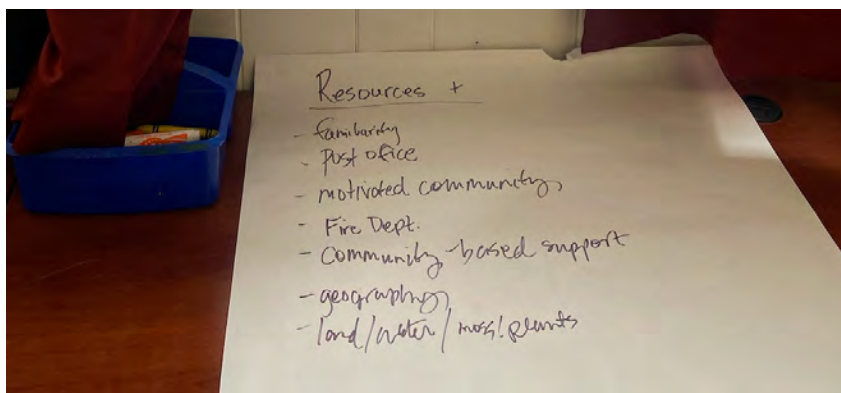 Resources +
- familiarity
- post office
- motivated community
- Fire Dept.
- Community-based support
- geography
- land/water/moss! plants